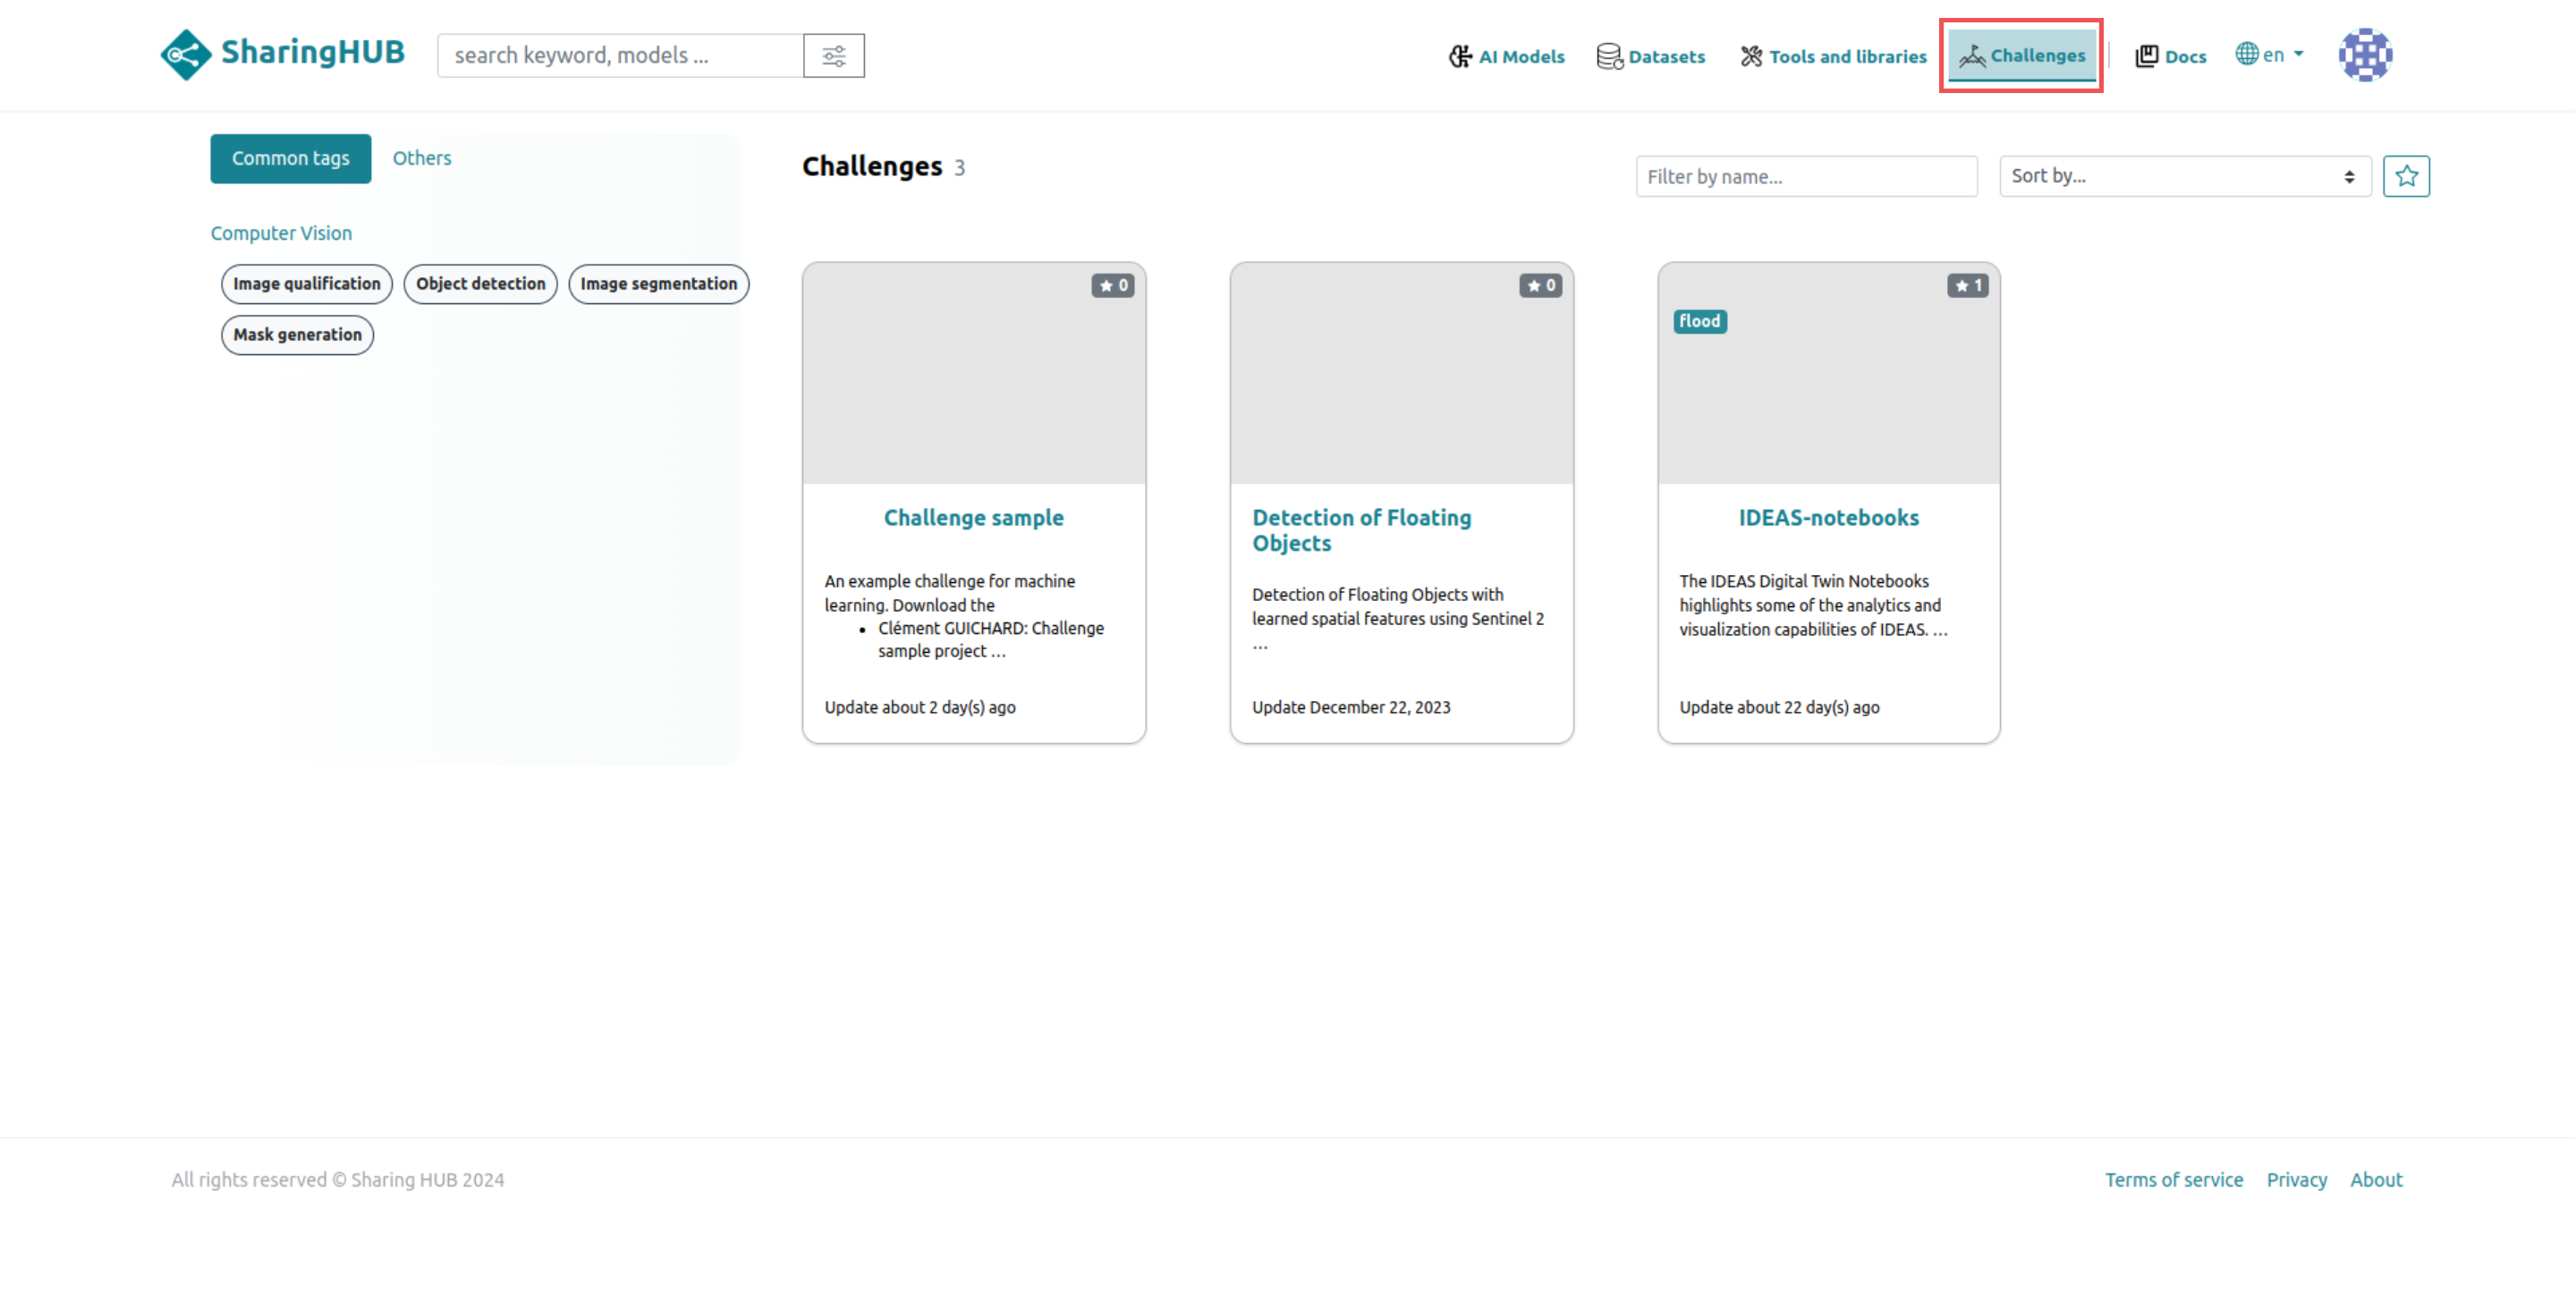 SharingHUB
search keyword, models ...
AI Models
Datasets
Tools and libraries
Challenges
Docs
en
Common tags
Others
Computer Vision
Image qualification
Object detection
Image segmentation
Mask generation
Challenges 3
Filter by name...
Sort by...
0
Challenge sample
An example challenge for machine
learning. Download the
• Clément GUICHARD: Challenge
sample project ...
Update about 2 day(s) ago
0
Detection of Floating
Objects
Detection of Floating Objects with
learned spatial features using Sentinel 2
...
Update December 22, 2023
1
flood
IDEAS-notebooks
The IDEAS Digital Twin Notebooks
highlights some of the analytics and
visualization capabilities of IDEAS. ...
Update about 22 day(s) ago
All rights reserved © Sharing HUB 2024
Terms of service
Privacy
About